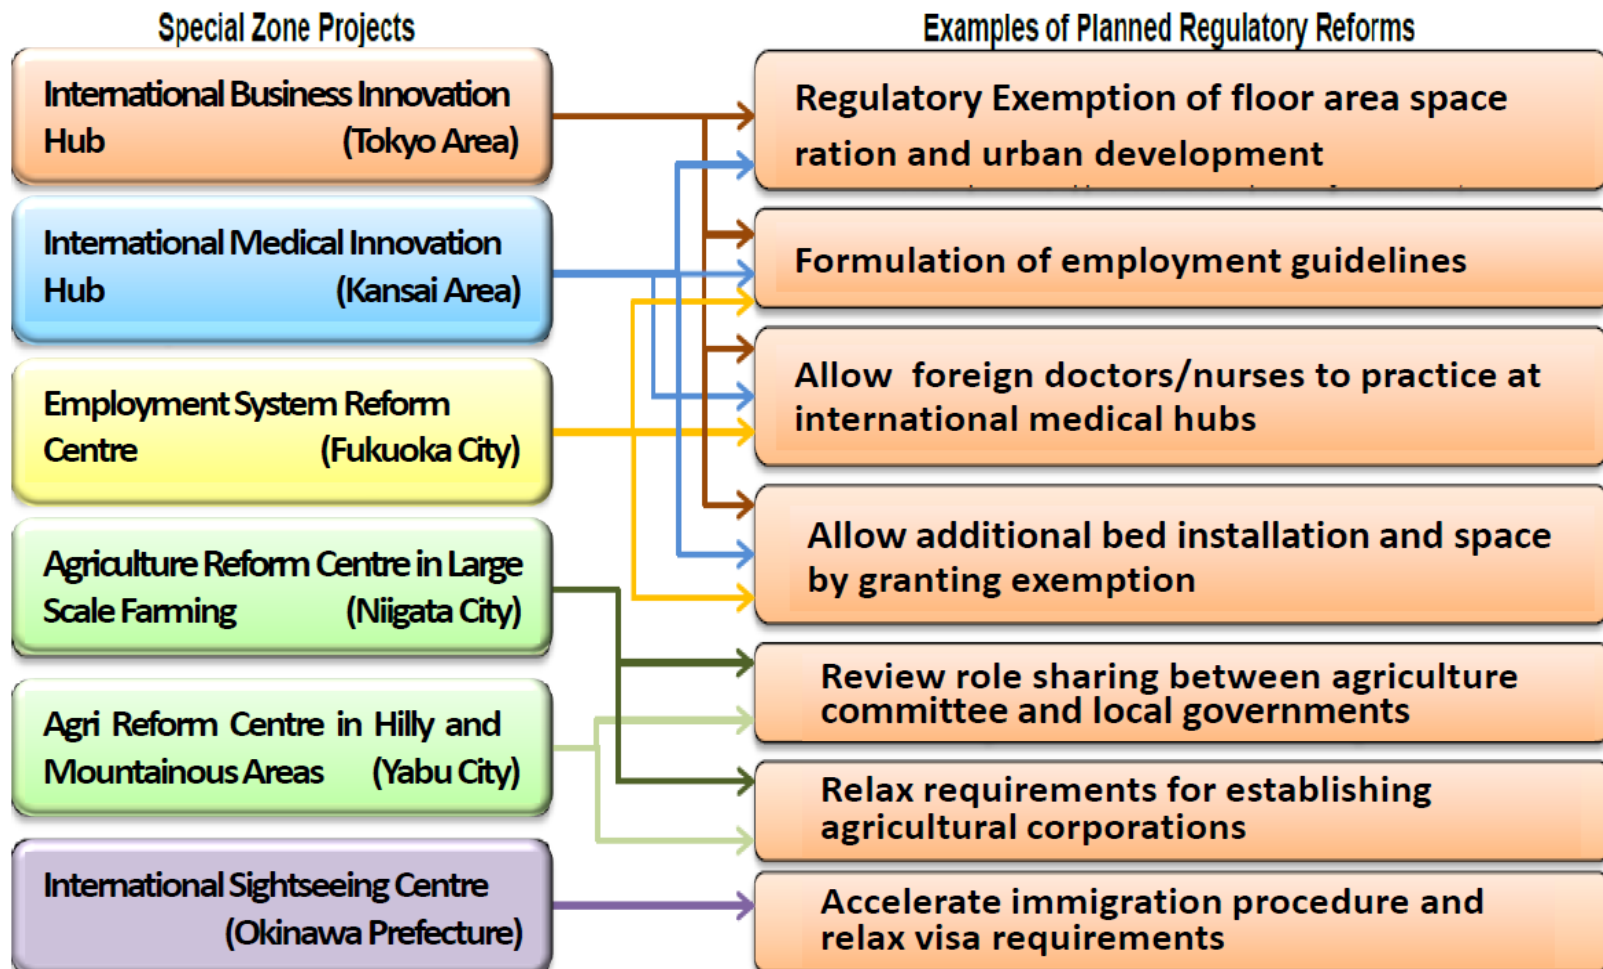 Special Zone Projects
International Business Innovation
Hub (Tokyo Area)
International Medical Innovation
Hub (Kansai Area)
Employment System Reform
Centre (Fukuoka City)
Agriculture Reform Centre in Large
Scale Farming (Niigata City)
Agri Reform Centre in Hilly and
Mountainous Areas (Yabu City)
International Sightseeing Centre
(Okinawa Prefecture)
Examples of Planned Regulatory Reforms
Regulatory Exemption of floor area space
ration and urban development
Formulation of employment guidelines
Allow foreign doctors/nurses to practice at
international medical hubs
Allow additional bed installation and space
by granting exemption
Review role sharing between agriculture
committee and local governments
Relax requirements for establishing
agricultural corporations
Accelerate immigration procedure and
relax visa requirements